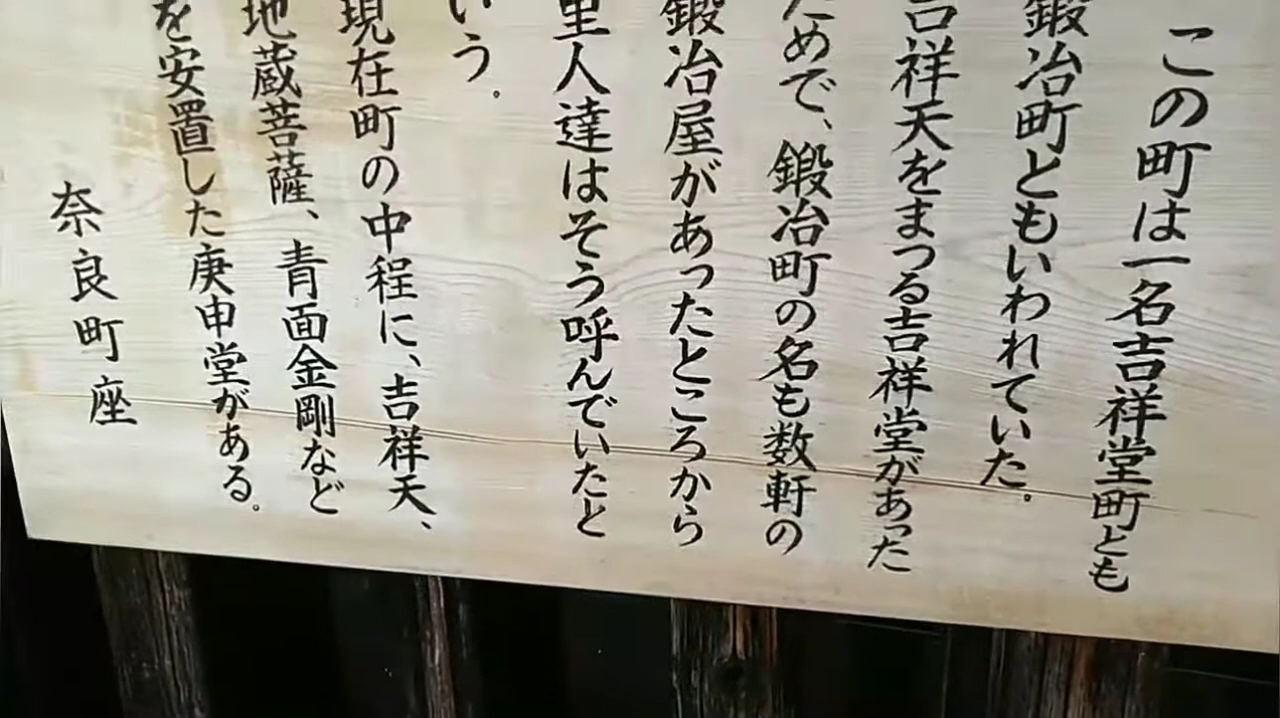 この町は一名吉祥堂町とも
鍛冶町ともいわれていた。
吉祥天をまつる吉祥堂があった
ためで、鍛冶町の名も数軒の
鍛冶屋があったところから
里人達はそう呼んでいたと
いう。
現在町の中程に、吉祥天、
地蔵菩薩、青面金剛など
を安置した庚申堂がある。
奈良町座